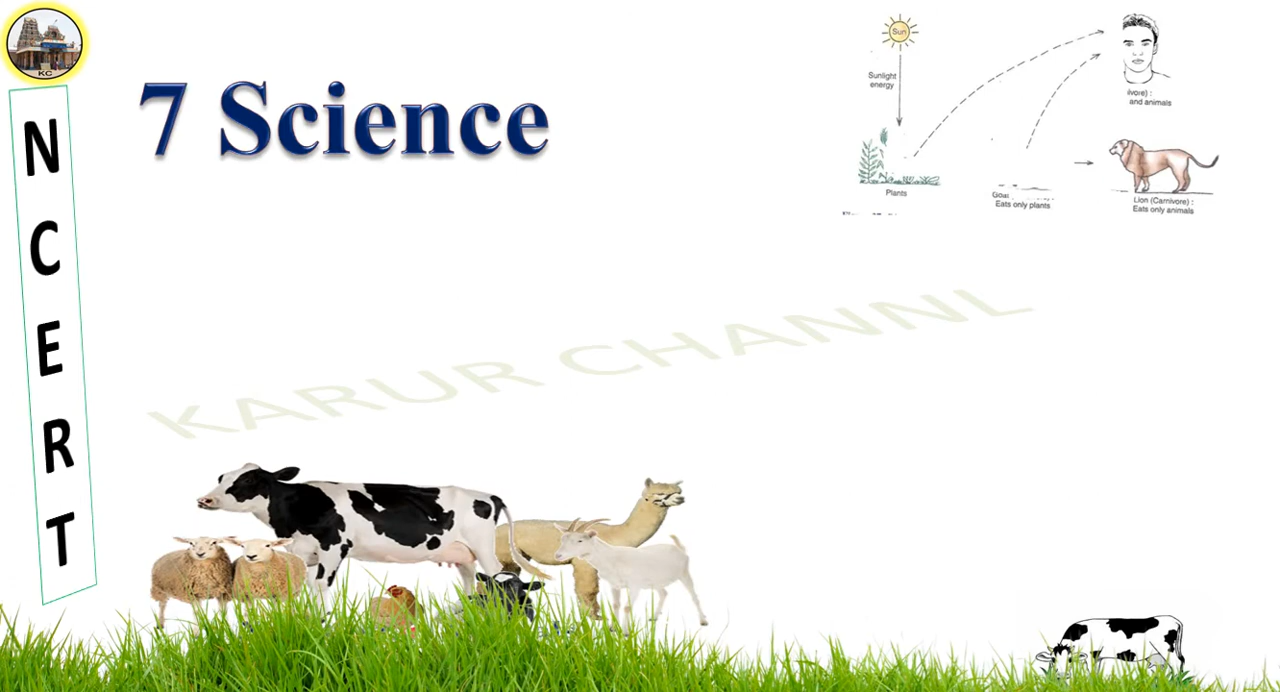 KC
NCERT
7 Science
Sun
Sunlight
energy
Plants
Eats only plants
and animals
Lion (Carnivore) :
Eats only animals
KARUR CHANNL